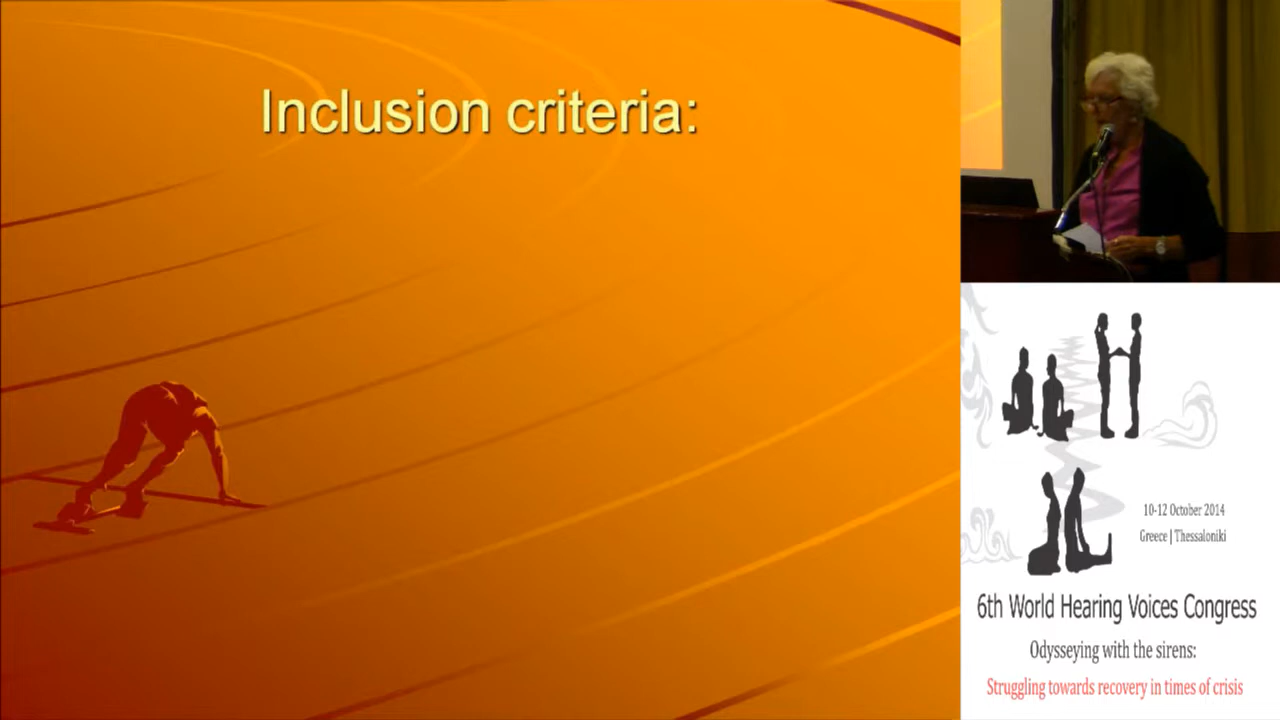 Inclusion criteria:
10-12 October 2014
Greece | Thessaloniki
6th World Hearing Voices Congress
Odysseying with the sirens:
Struggling towards recovery in times of crisis